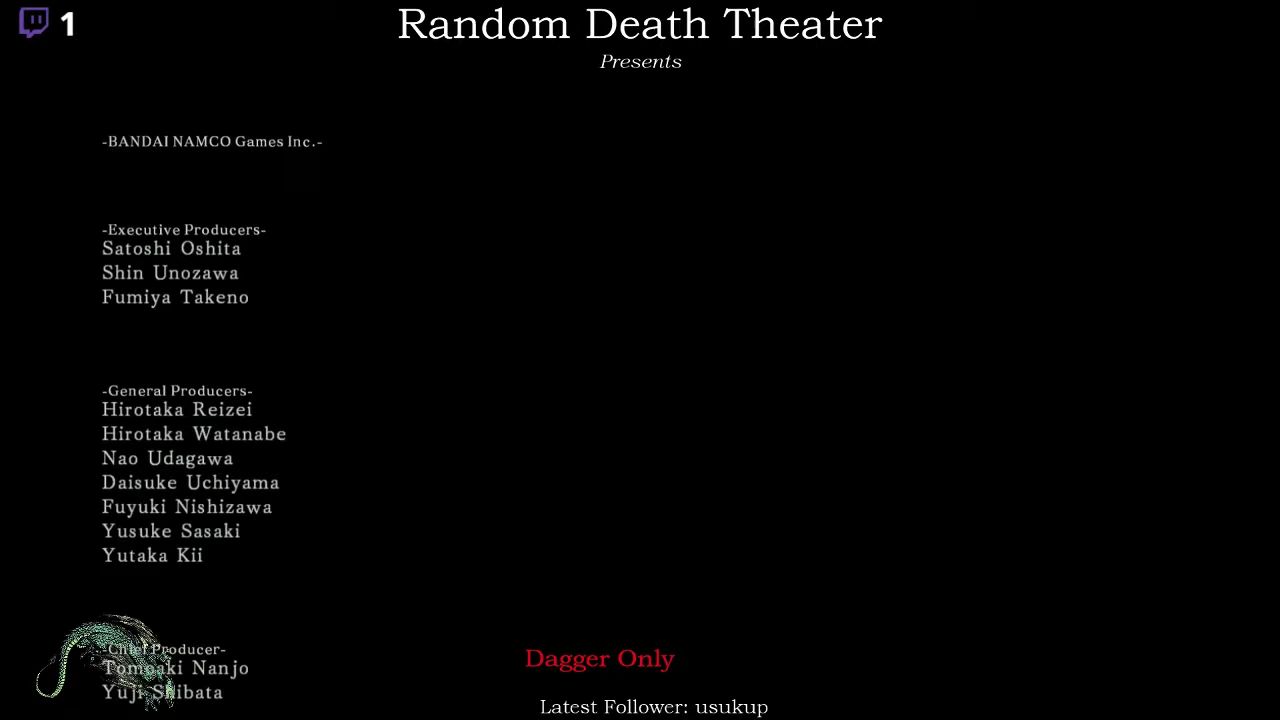 1
Random Death Theater
Presents
-BANDAI NAMCO Games Inc.-
-Executive Producers-
Satoshi Oshita
Shin Unozawa
Fumiya Takeno
-General Producers-
Hirotaka Reizei
Hirotaka Watanabe
Nao Udagawa
Daisuke Uchiyama
Fuyuki Nishizawa
Yusuke Sasaki
Yutaka Kii
-Chief Producer-
Tomoaki Nanjo
Yuji Shibata
Dagger Only
Latest Follower: usukup